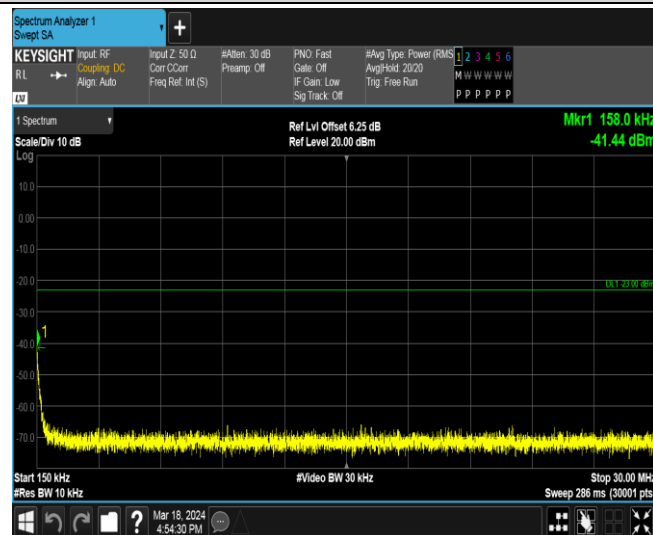 Spectrum Analyzer 1
Swept SA
+
KEYSIGHT
RL
LXI
Input: RF
Coupling: DC
Align: Auto
Input Z: 50 Ω
Corr CCorr
Freq Ref: Int (S)
#Atten: 30 dB
Preamp: Off
PNO: Fast
Gate: Off
IF Gain: Low
Sig Track: Off
#Avg Type: Power (RMS
Avg|Hold: 20/20
Trig: Free Run
1 2 3 4 5 6
M W W W W W
P P P P P P
1 Spectrum
Scale/Div 10 dB
Log
Ref Lvl Offset 6.25 dB
Ref Level 20.00 dBm
Mkr1 158.0 kHz
-41.44 dBm
10.0
0.00
-10.0
-20.0
DL1 -23.00 dBm
-30.0
1
-40.0
-50.0
-60.0
-70.0
Start 150 kHz
#Res BW 10 kHz
#Video BW 30 kHz
Stop 30.00 MHz
Sweep 286 ms (30001 pts
?
Mar 18, 2024
4:54:30 PM